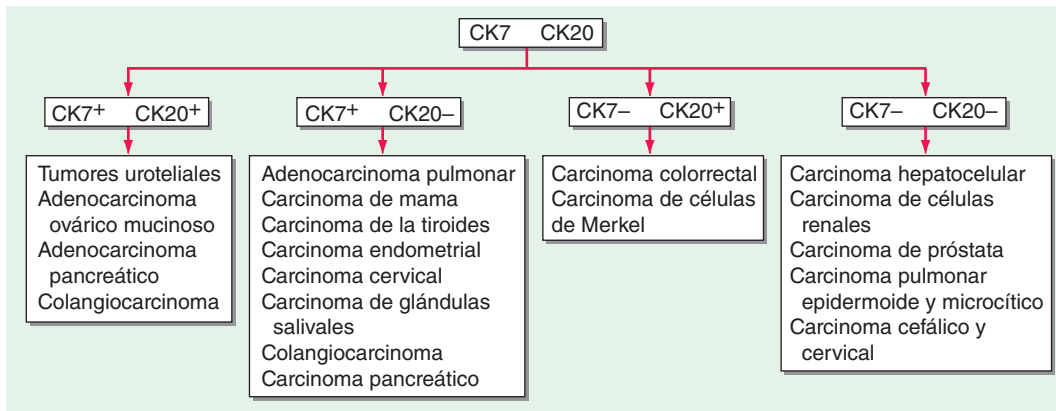 CK7 CK20
CK7+ CK20+
CK7+ CK20–
CK7– CK20+
CK7– CK20–
Tumores uroteliales
Adenocarcinoma
ovárico mucinoso
Adenocarcinoma
pancreático
Colangiocarcinoma
Adenocarcinoma pulmonar
Carcinoma de mama
Carcinoma de la tiroides
Carcinoma endometrial
Carcinoma cervical
Carcinoma de glándulas
salivales
Colangiocarcinoma
Carcinoma pancreático
Carcinoma colorrectal
Carcinoma de células
de Merkel
Carcinoma hepatocelular
Carcinoma de células
renales
Carcinoma de próstata
Carcinoma pulmonar
epidermoide y microcítico
Carcinoma cefálico y
cervical